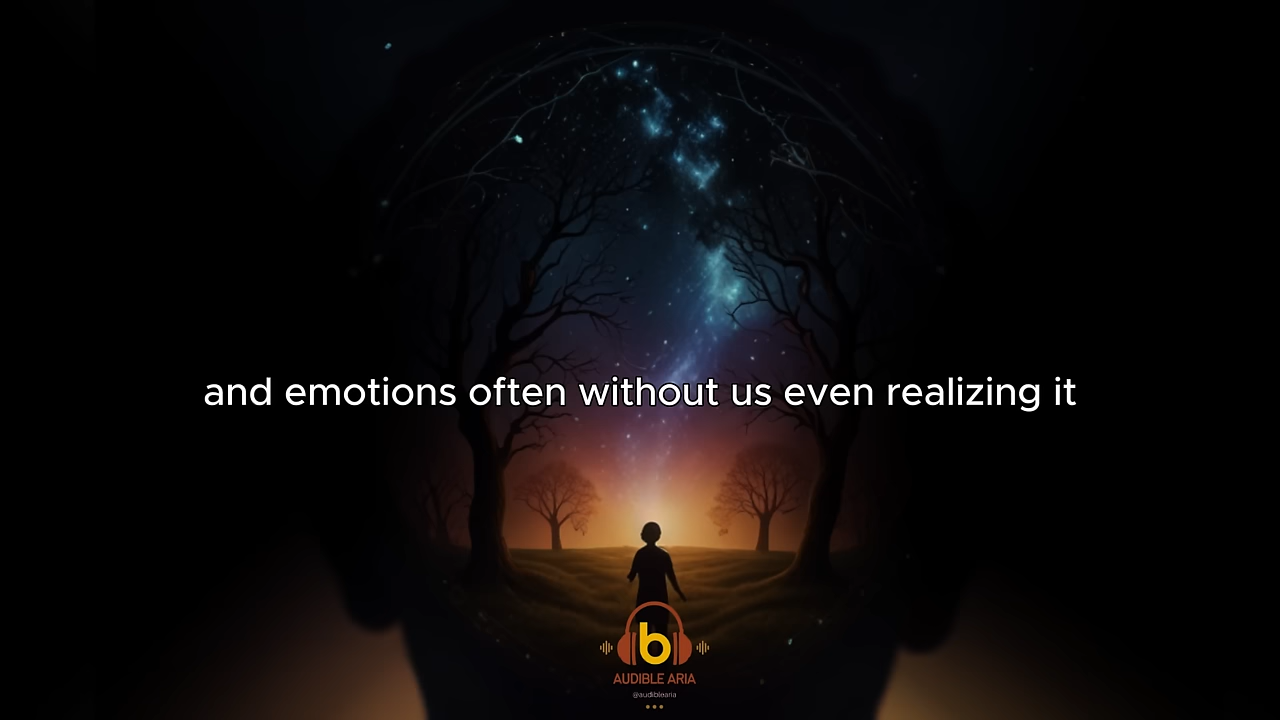 and emotions often without us even realizing it
b
AUDIBLE ARIA
@audiblearia